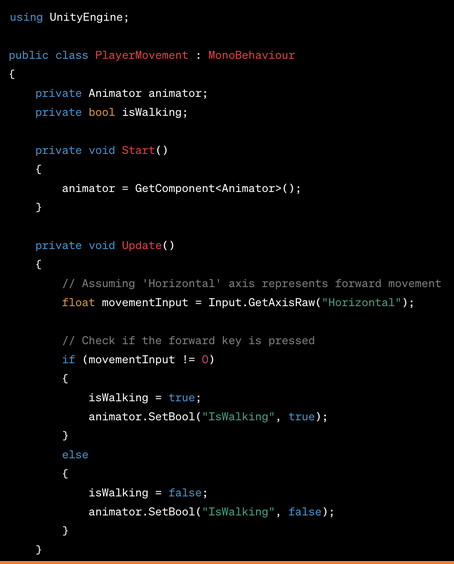 using UnityEngine;
public class PlayerMovement : MonoBehaviour
{
private Animator animator;
private bool isWalking;
private void Start()
{
animator = GetComponent<Animator>();
}
private void Update()
{
// Assuming 'Horizontal' axis represents forward movement
float movementInput = Input.GetAxisRaw("Horizontal");
// Check if the forward key is pressed
if (movementInput != 0)
{
isWalking = true;
animator.SetBool("IsWalking", true);
}
else
{
isWalking = false;
animator.SetBool("IsWalking", false);
}
}